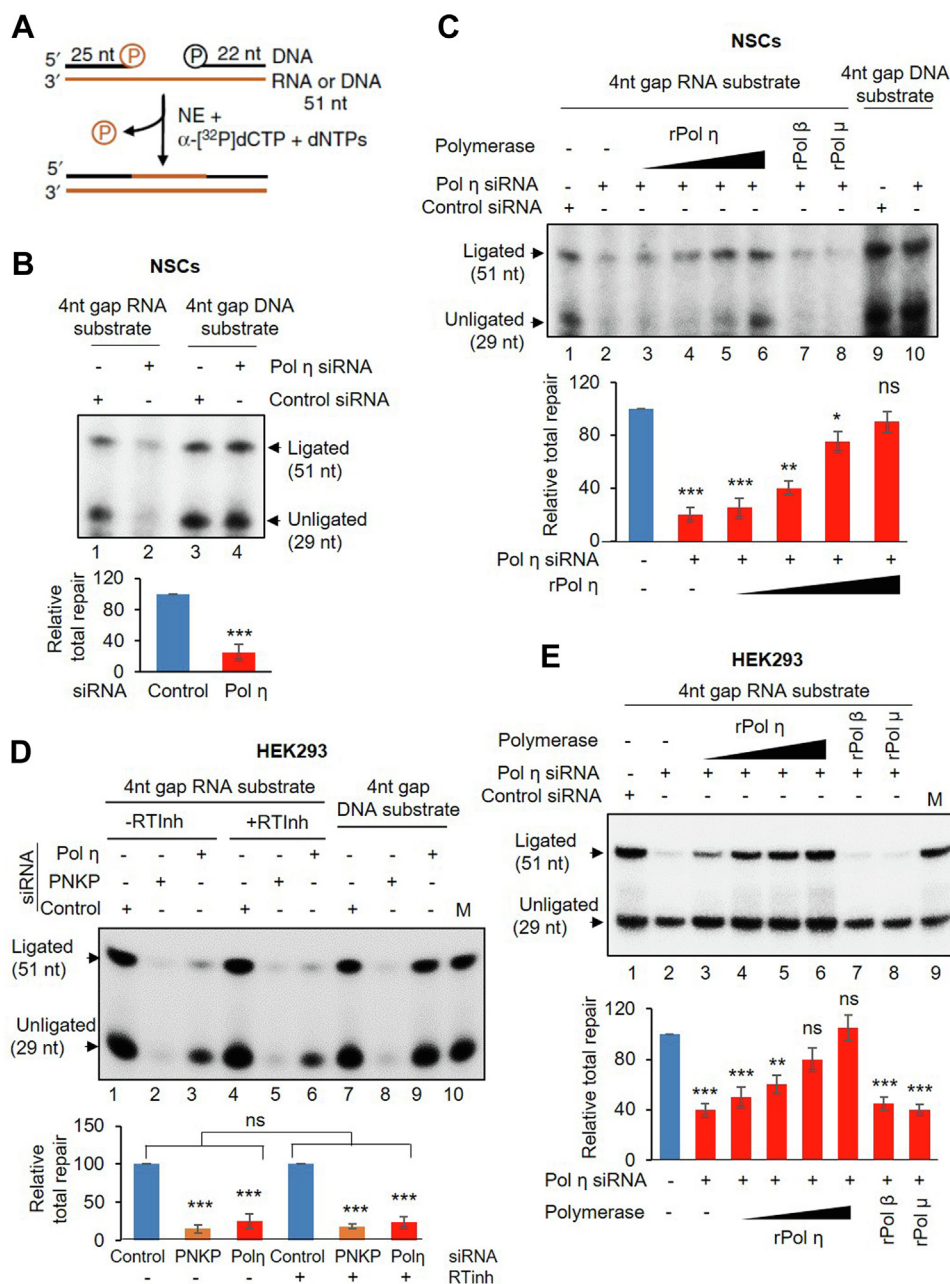 A
25 nt P P 22 nt DNA
5′
3′ RNA or DNA
51 nt
P NE +
α-[³²P]dCTP + dNTPs
5′
3′
B
NSCs
4nt gap RNA substrate 4nt gap DNA substrate
- + - + Pol η siRNA
+ - + - Control siRNA
Ligated (51 nt)
Unligated (29 nt)
1 2 3 4
Relative total repair
120
80
40
0
***
siRNA Control Pol η
C
NSCs
4nt gap RNA substrate 4nt gap DNA substrate
Polymerase - - rPol η rPol β rPol μ
Pol η siRNA - + + + + + + + - +
Control siRNA + - - - - - - - + -
Ligated (51 nt)
Unligated (29 nt)
1 2 3 4 5 6 7 8 9 10
Relative total repair
120
80
40
0
*** *** ** * ns
Pol η siRNA - + + + + +
rPol η - -
D
HEK293
4nt gap RNA substrate 4nt gap DNA substrate
-RTInh +RTInh
siRNA
Pol η - - + - - + - - +
PNKP - + - - + - - + -
Control + - - + - - + - - M
Ligated (51 nt)
Unligated (29 nt)
1 2 3 4 5 6 7 8 9 10
Relative total repair
150
100
50
0
ns
*** *** *** ***
Control PNKP Polη Control PNKP Polη siRNA
- - - + + + RTinh
E
HEK293
4nt gap RNA substrate
Polymerase - - rPol η rPol β rPol μ
Pol η siRNA - + + + + + + +
Control siRNA + - - - - - - - M
Ligated (51 nt)
Unligated (29 nt)
1 2 3 4 5 6 7 8 9
Relative total repair
120
80
40
0
*** *** ** ns ns *** ***
Pol η siRNA - + + + + + + +
Polymerase - - rPol η rPol β rPol μ